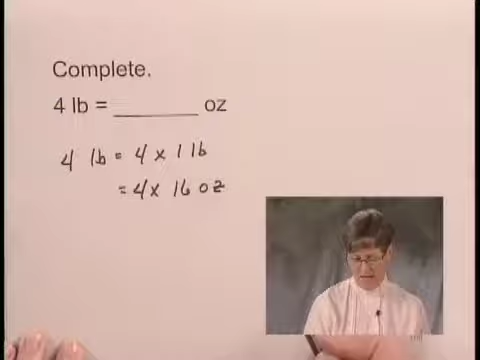 Complete.
4 lb = ________ oz
4 lb = 4 x 1 lb
= 4 x 16 oz